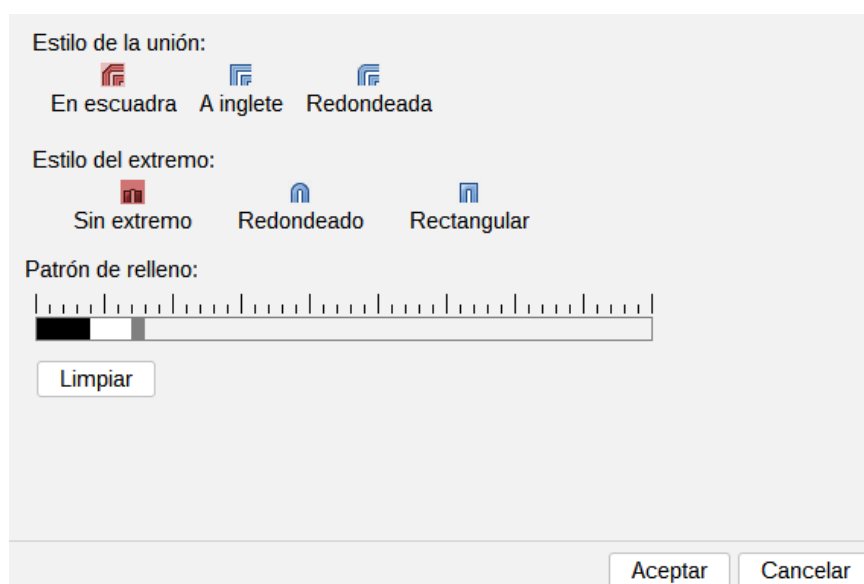 Estilo de la unión:
En escuadra A inglete Redondeada
Estilo del extremo:
Sin extremo Redondeado Rectangular
Patrón de relleno:
Limpiar
Aceptar Cancelar